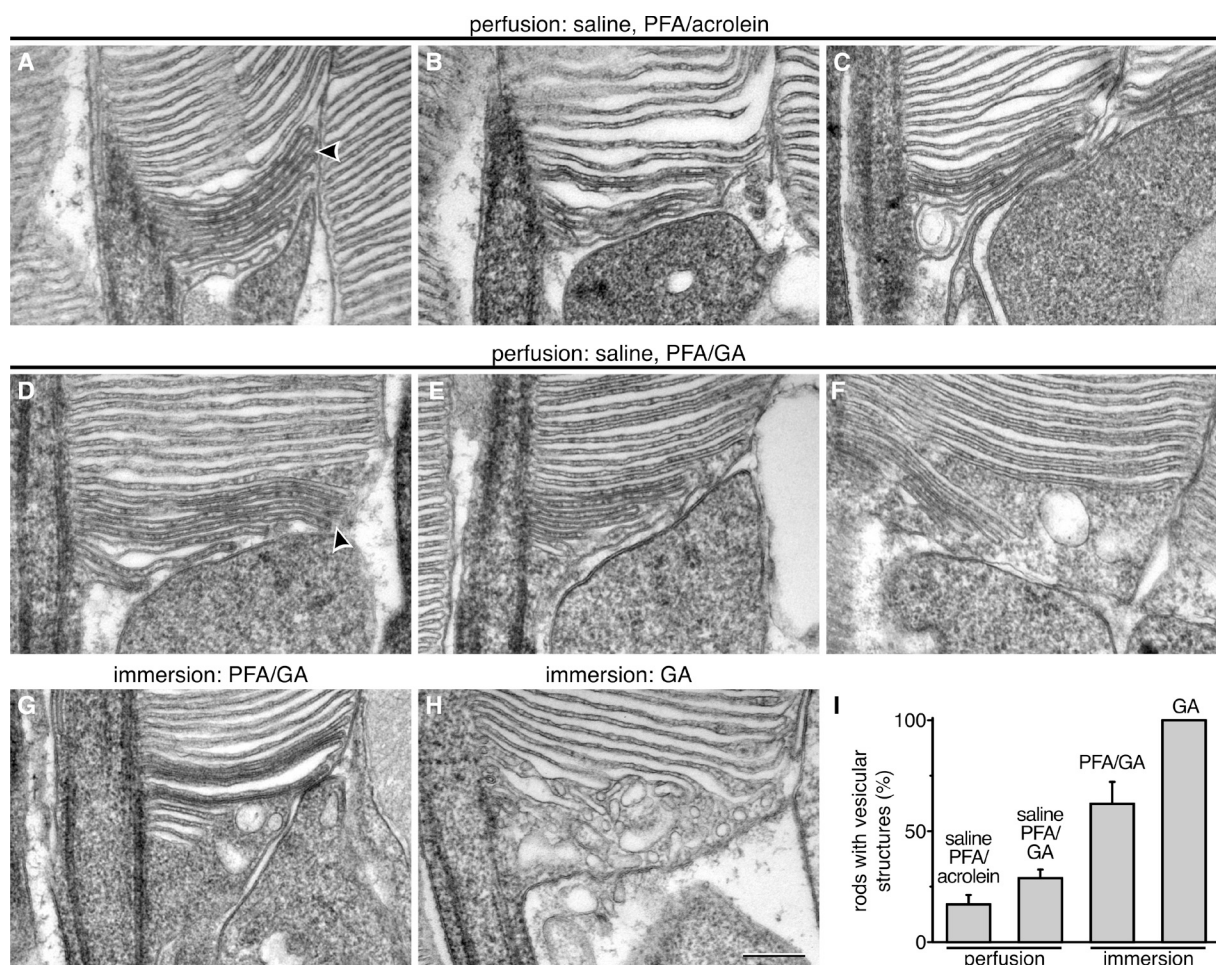 perfusion: saline, PFA/acrolein
A
B
C
perfusion: saline, PFA/GA
D
E
F
immersion: PFA/GA
immersion: GA
G
H
I
rods with vesicular
structures (%)
100
50
0
saline
PFA/
acrolein
saline
PFA/
GA
PFA/GA
GA
perfusion
immersion